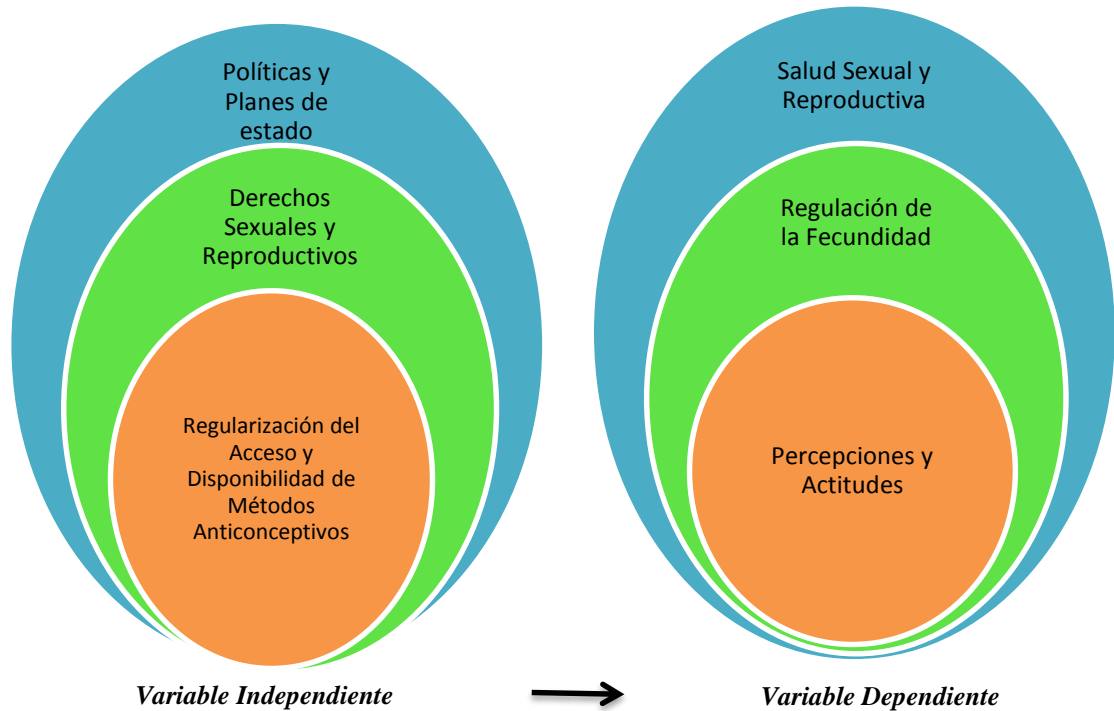 Políticas y
Planes de
estado
Derechos
Sexuales y
Reproductivos
Regularización del
Acceso y
Disponibilidad de
Métodos
Anticonceptivos
Variable Independiente
Salud Sexual y
Reproductiva
Regulación de
la Fecundidad
Percepciones y
Actitudes
Variable Dependiente